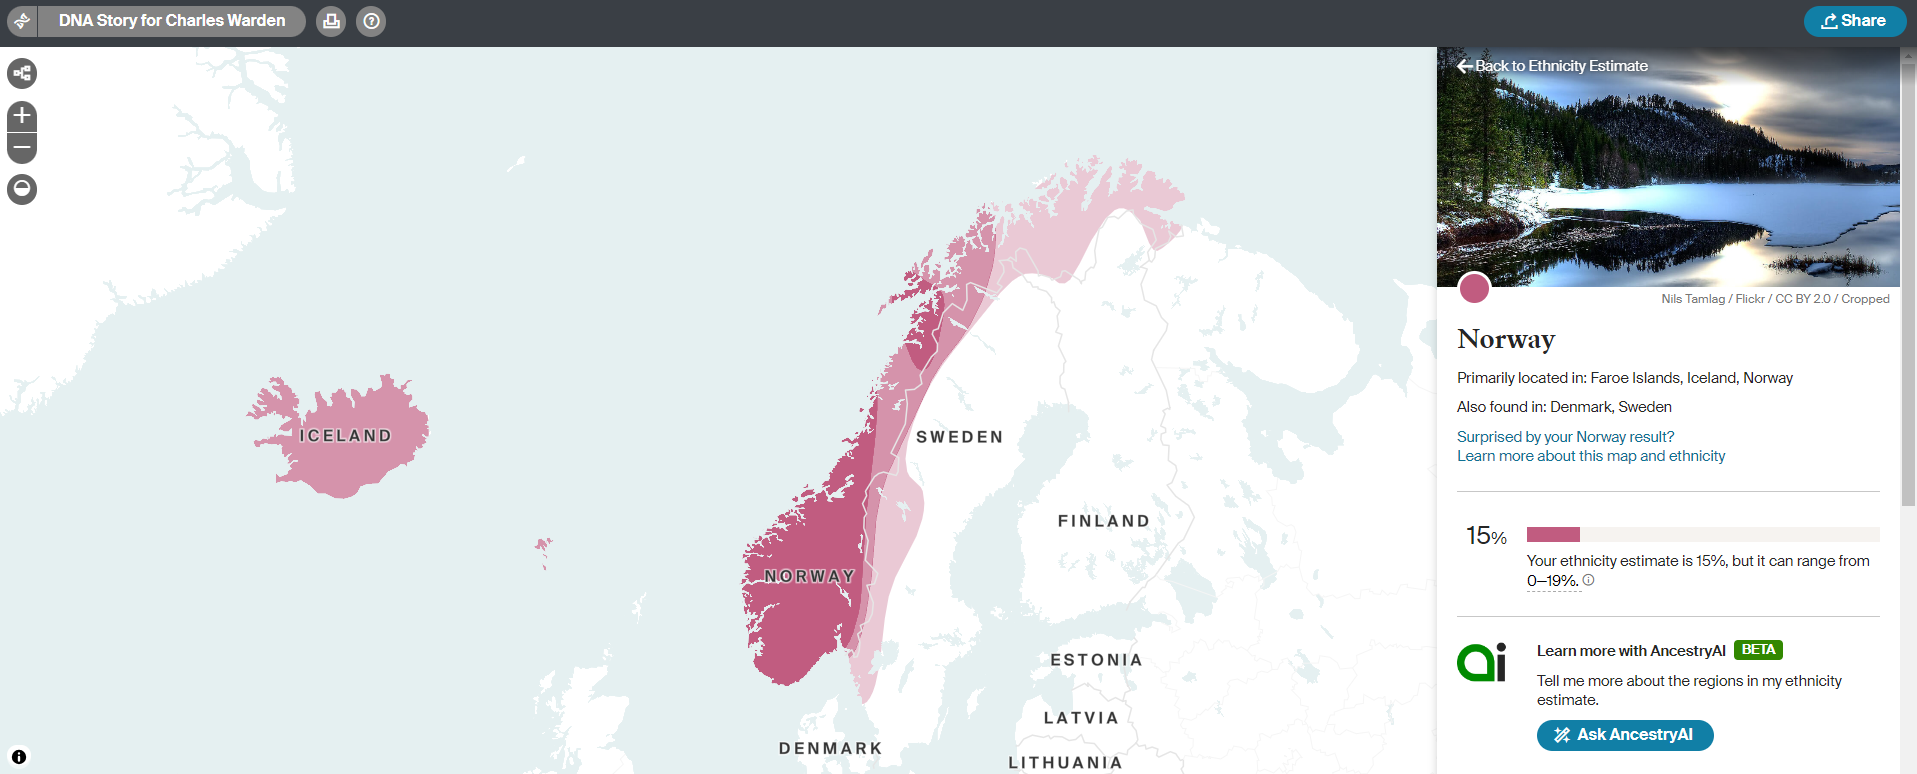 DNA Story for Charles Warden
Share
Back to Ethnicity Estimate
Nils Tamlag / Flickr / CC BY 2.0 / Cropped
Norway
Primarily located in: Faroe Islands, Iceland, Norway
Also found in: Denmark, Sweden
Surprised by your Norway result?
Learn more about this map and ethnicity
15%
Your ethnicity estimate is 15%, but it can range from
0—19%.
ai
Learn more with AncestryAI BETA
Tell me more about the regions in my ethnicity
estimate.
Ask AncestryAI
ICELAND
SWEDEN
FINLAND
NORWAY
ESTONIA
LATVIA
DENMARK
LITHUANIA